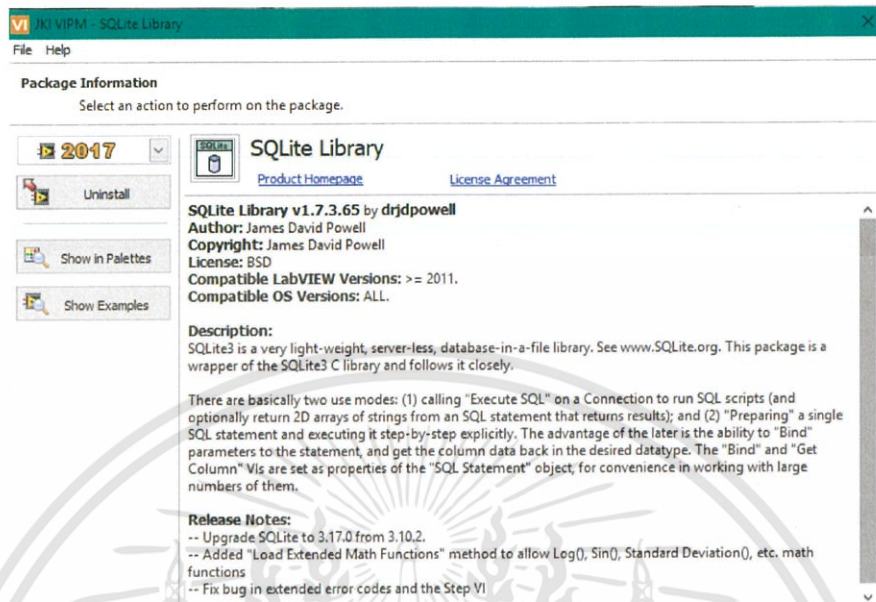 VI JKI VIPM - SQLite Library
File Help
Package Information
Select an action to perform on the package.
2017
Uninstall
Show in Palettes
Show Examples
SQLite
SQLite Library
Product Homepage License Agreement
SQLite Library v1.7.3.65 by drjdpowell
Author: James David Powell
Copyright: James David Powell
License: BSD
Compatible LabVIEW Versions: >= 2011.
Compatible OS Versions: ALL.
Description:
SQLite3 is a very light-weight, server-less, database-in-a-file library. See www.SQLite.org. This package is a
wrapper of the SQLite3 C library and follows it closely.
There are basically two use modes: (1) calling "Execute SQL" on a Connection to run SQL scripts (and
optionally return 2D arrays of strings from an SQL statement that returns results); and (2) "Preparing" a single
SQL statement and executing it step-by-step explicitly. The advantage of the later is the ability to "Bind"
parameters to the statement, and get the column data back in the desired datatype. The "Bind" and "Get
Column" VIs are set as properties of the "SQL Statement" object, for convenience in working with large
numbers of them.
Release Notes:
-- Upgrade SQLite to 3.17.0 from 3.10.2.
-- Added "Load Extended Math Functions" method to allow Log(), Sin(), Standard Deviation(), etc. math
functions
-- Fix bug in extended error codes and the Step VI